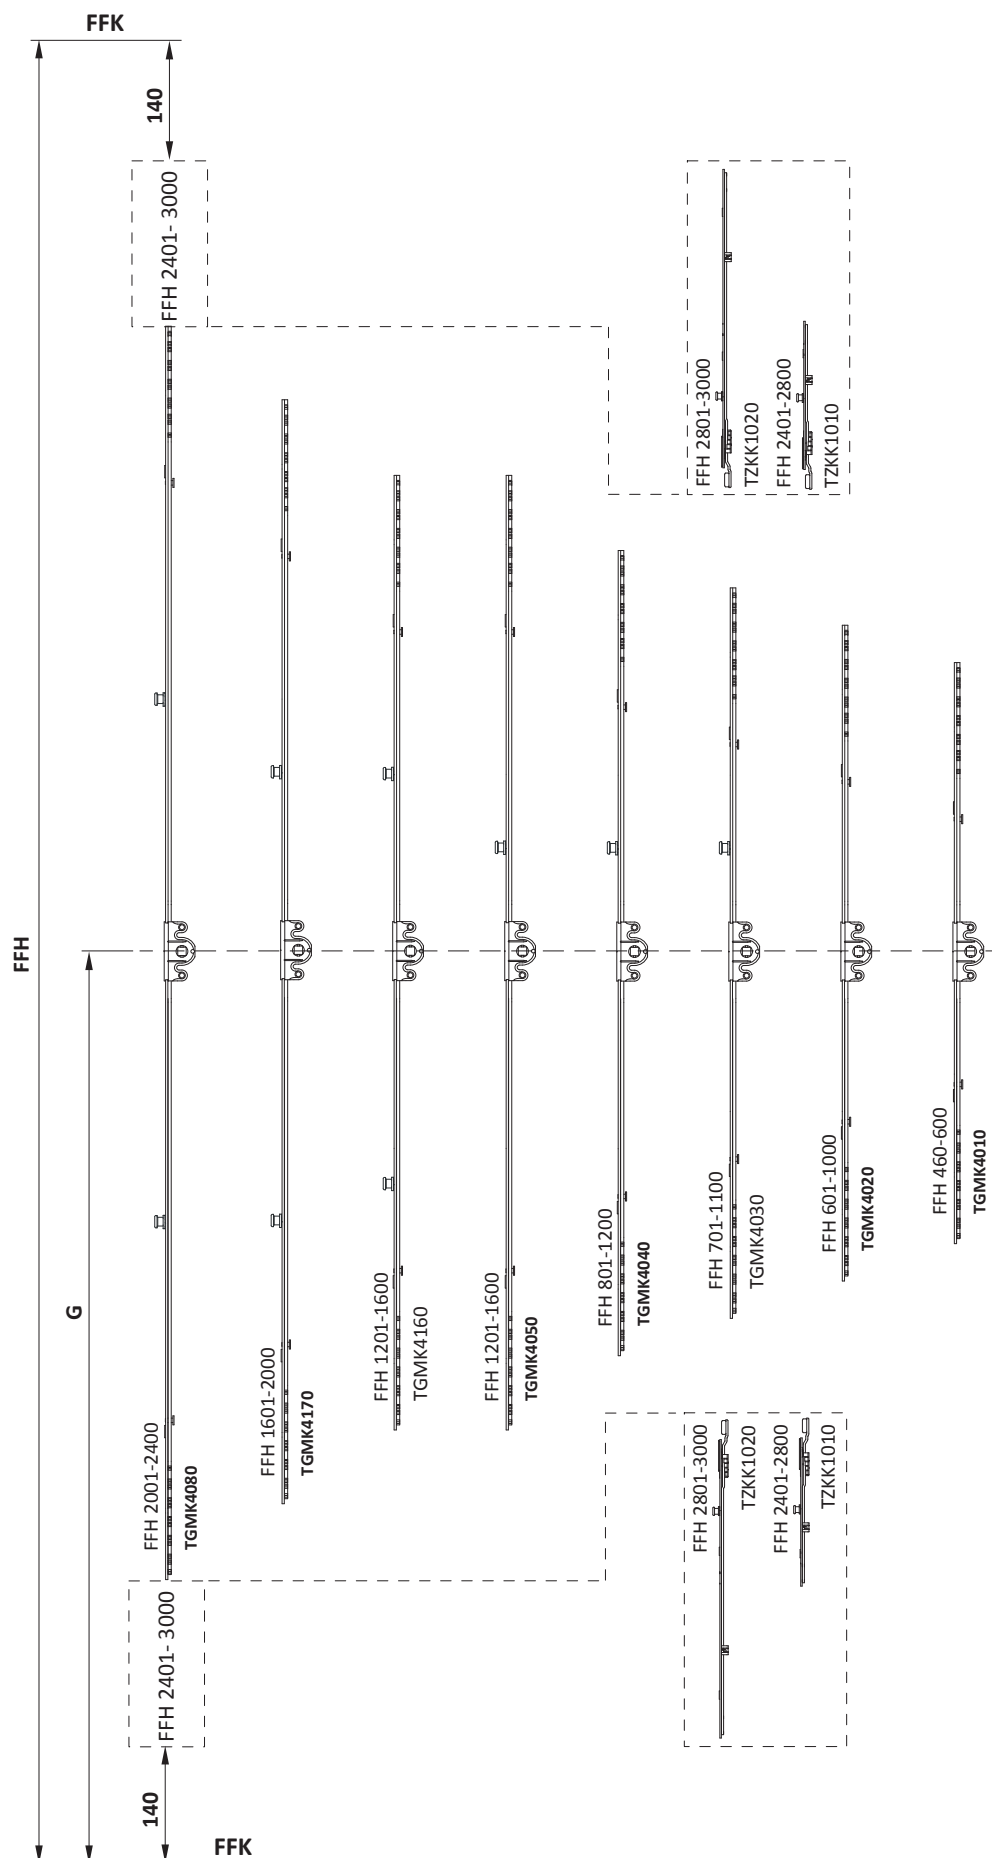 FFK
140
FFH 2401- 3000
FFH 2801-3000
TZKK1020
FFH 2401-2800
TZKK1010
FFH
G
FFH 2001-2400
TGMK4080
FFH 1601-2000
TGMK4170
FFH 1201-1600
TGMK4160
FFH 1201-1600
TGMK4050
FFH 801-1200
TGMK4040
FFH 701-1100
TGMK4030
FFH 601-1000
TGMK4020
FFH 460-600
TGMK4010
FFH 2801-3000
TZKK1020
FFH 2401-2800
TZKK1010
FFH 2401- 3000
140
FFK